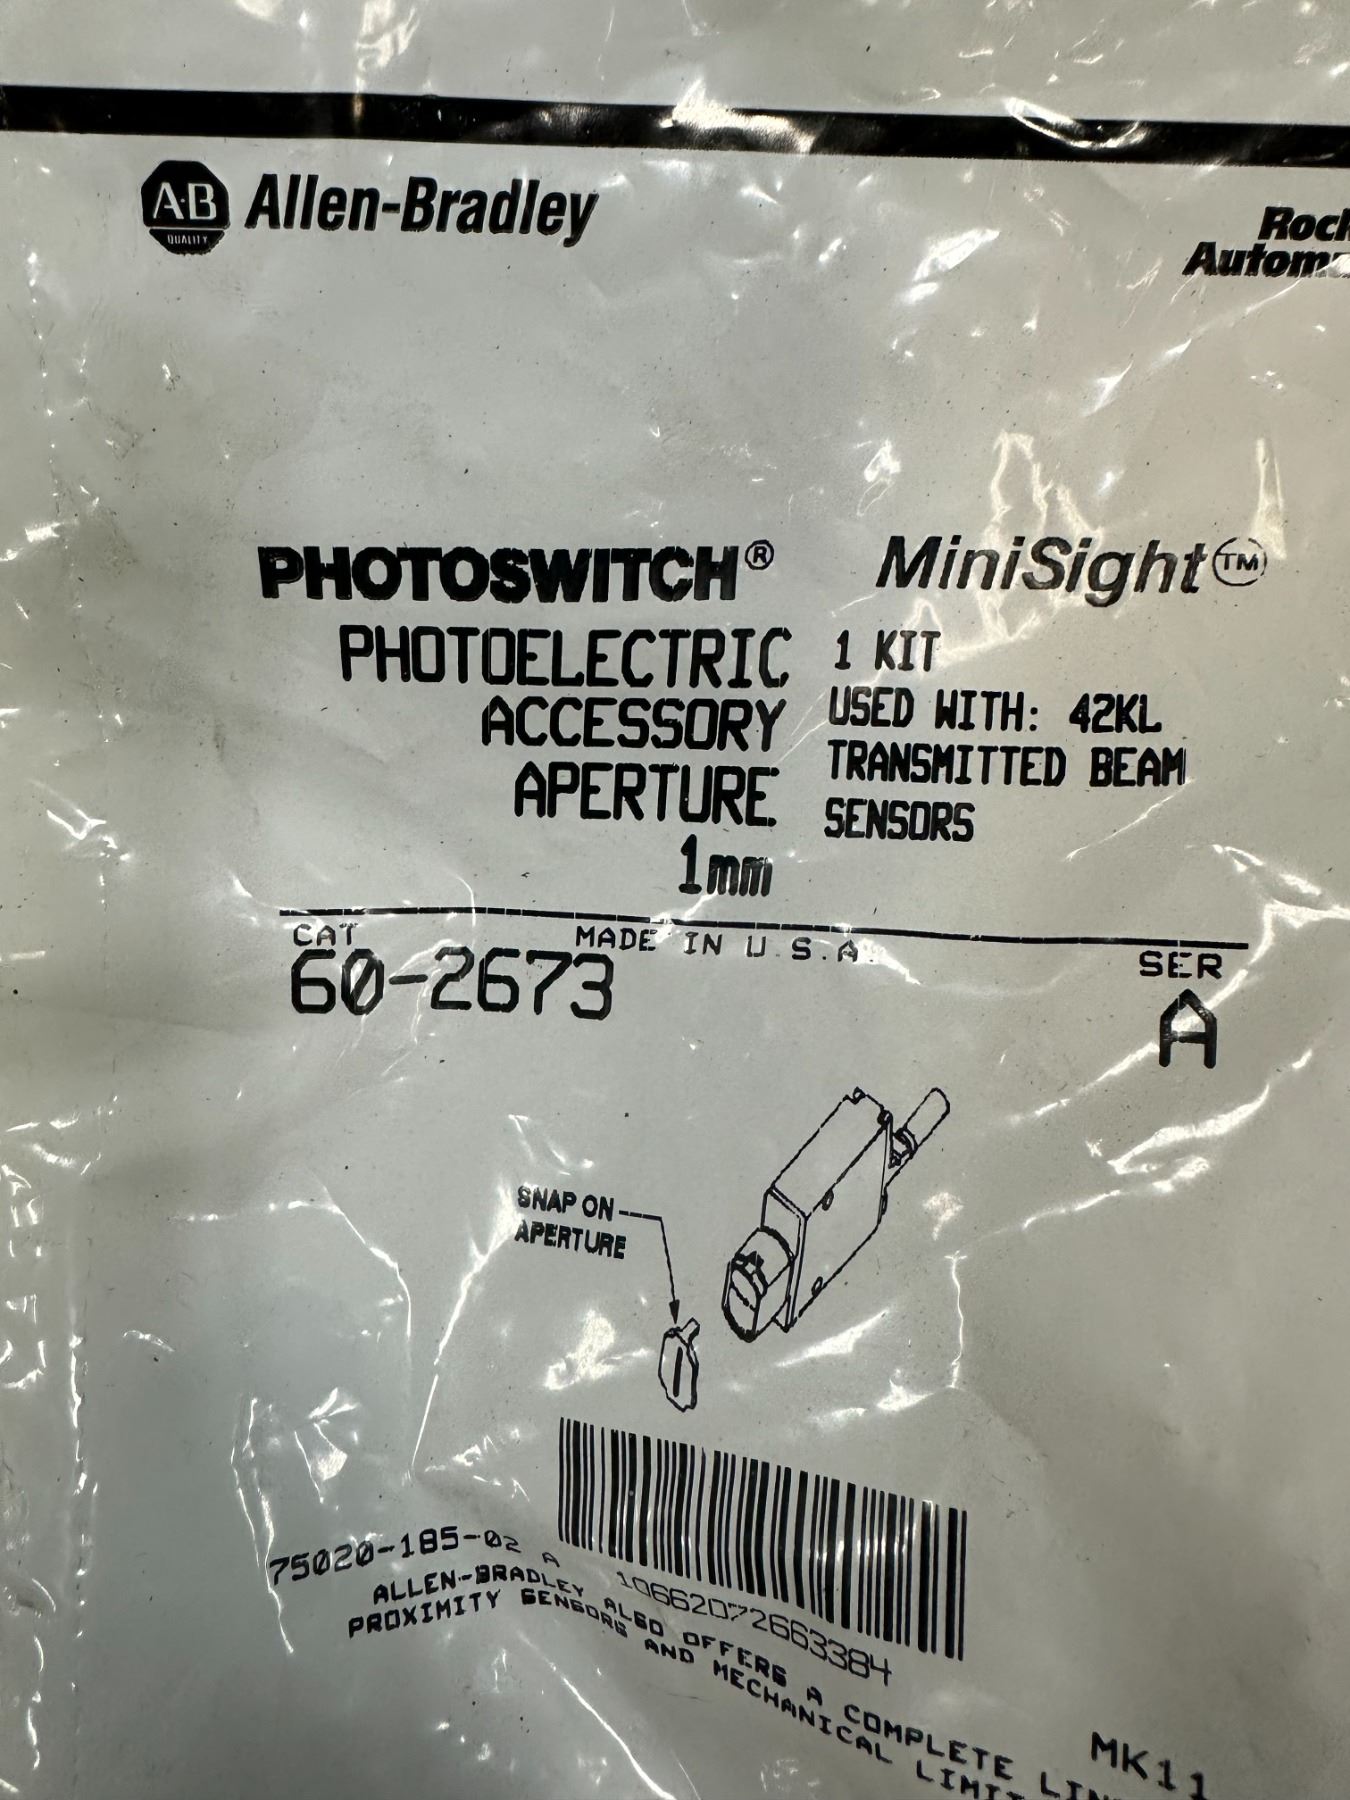 A-B
QUALITY
Allen-Bradley
Rock
Autom
PHOTOSWITCH® MiniSight™
PHOTOELECTRIC
ACCESSORY
APERTURE
1mm
1 KIT
USED WITH: 42KL
TRANSMITTED BEAM
SENSORS
CAT MADE IN U.S.A. SER
60-2673 A
SNAP ON
APERTURE
75020-185-02 A
10662072663384
ALLEN-BRADLEY ALSO OFFERS A COMPLETE LIN
PROXIMITY SENSORS AND MECHANICAL LIMI
MK11